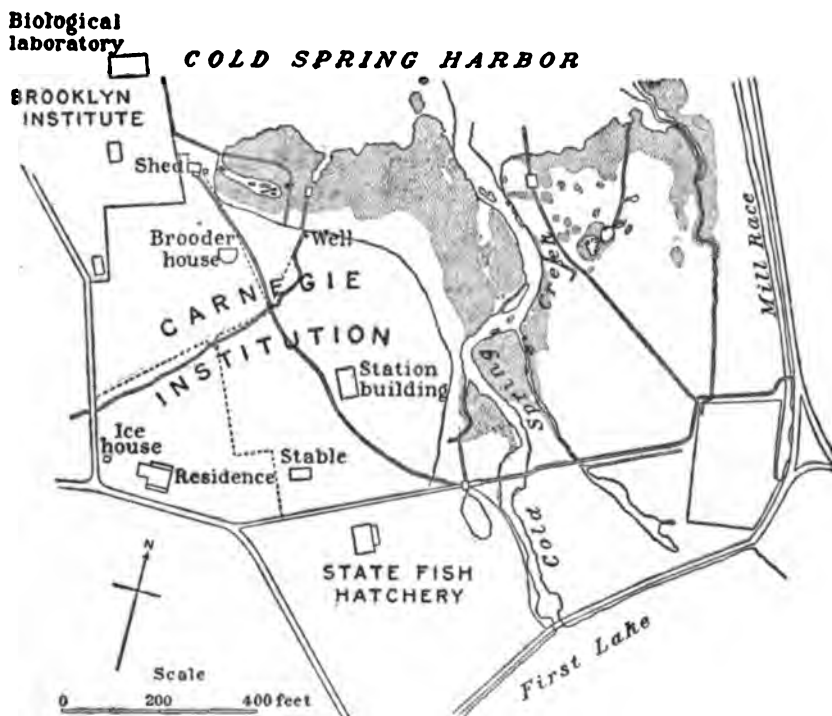 Biological
laboratory
COLD SPRING HARBOR
BROOKLYN
INSTITUTE
Shed
Brooder
house
Well
CARNEGIE
INSTITUTION
Station
building
Cold Spring Creek
Mill Race
Ice
house
Residence
Stable
STATE FISH
HATCHERY
First Lake
N
Scale
0 200 400 feet